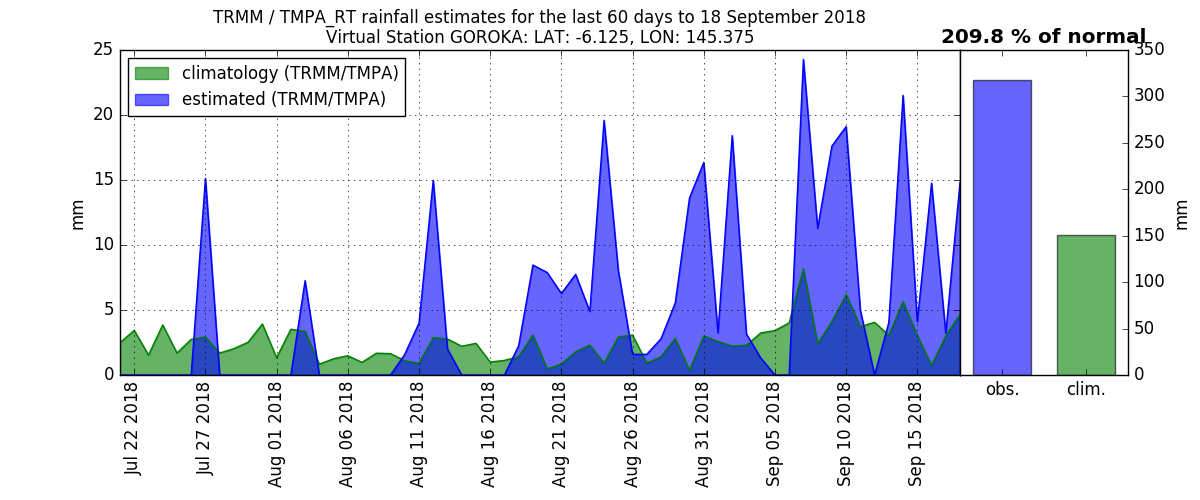 TRMM / TMPA_RT rainfall estimates for the last 60 days to 18 September 2018
Virtual Station GOROKA: LAT: -6.125, LON: 145.375
209.8 % of normal
climatology (TRMM/TMPA)
estimated (TRMM/TMPA)
mm
25
20
15
10
5
0
Jul 22 2018
Jul 27 2018
Aug 01 2018
Aug 06 2018
Aug 11 2018
Aug 16 2018
Aug 21 2018
Aug 26 2018
Aug 31 2018
Sep 05 2018
Sep 10 2018
Sep 15 2018
obs.
clim.
350
300
250
200
150
100
50
0
mm